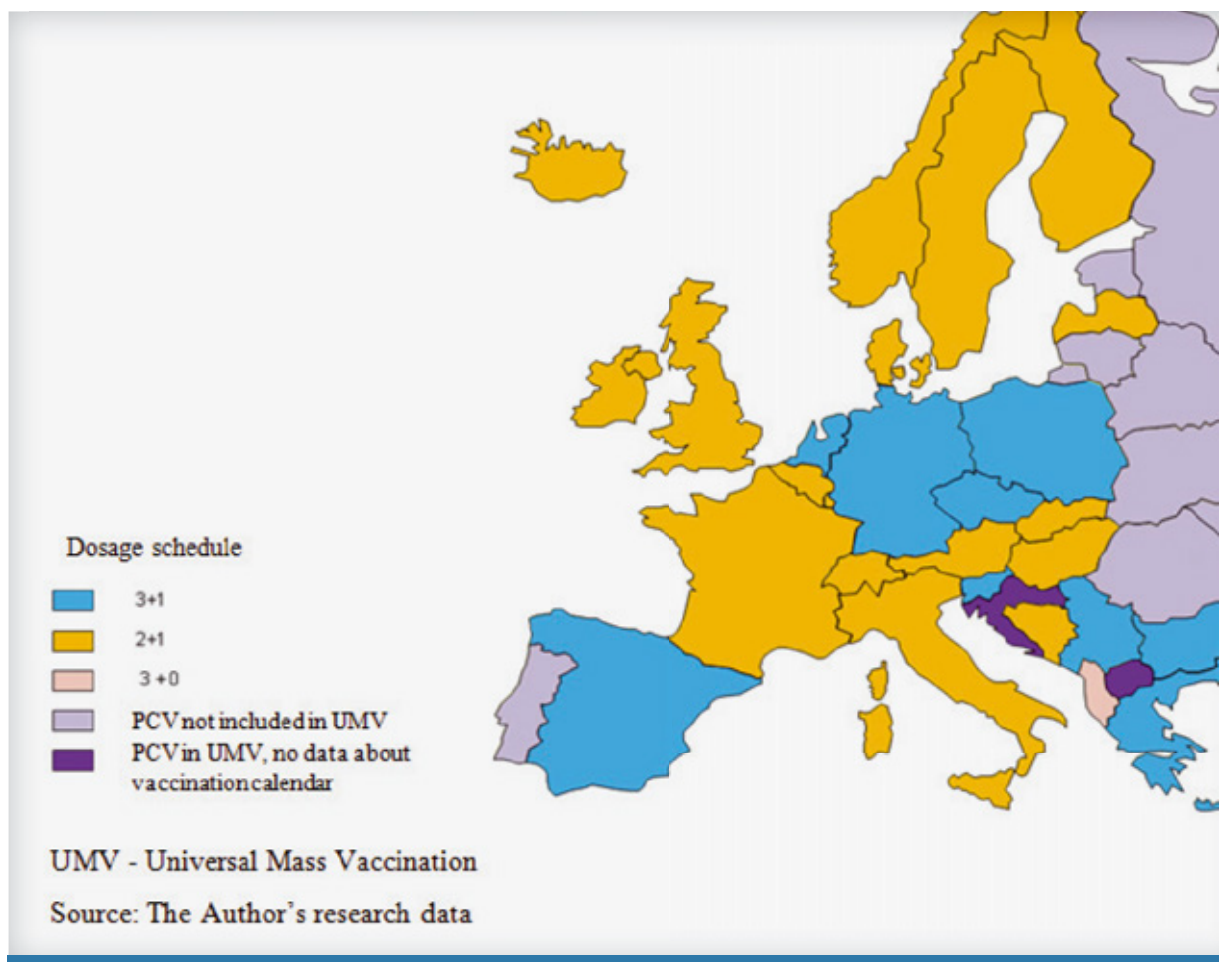 Dosage schedule
3+1
2+1
3 +0
PCV not included in UMV
PCV in UMV, no data about
vaccination calendar
UMV - Universal Mass Vaccination
Source: The Author's research data